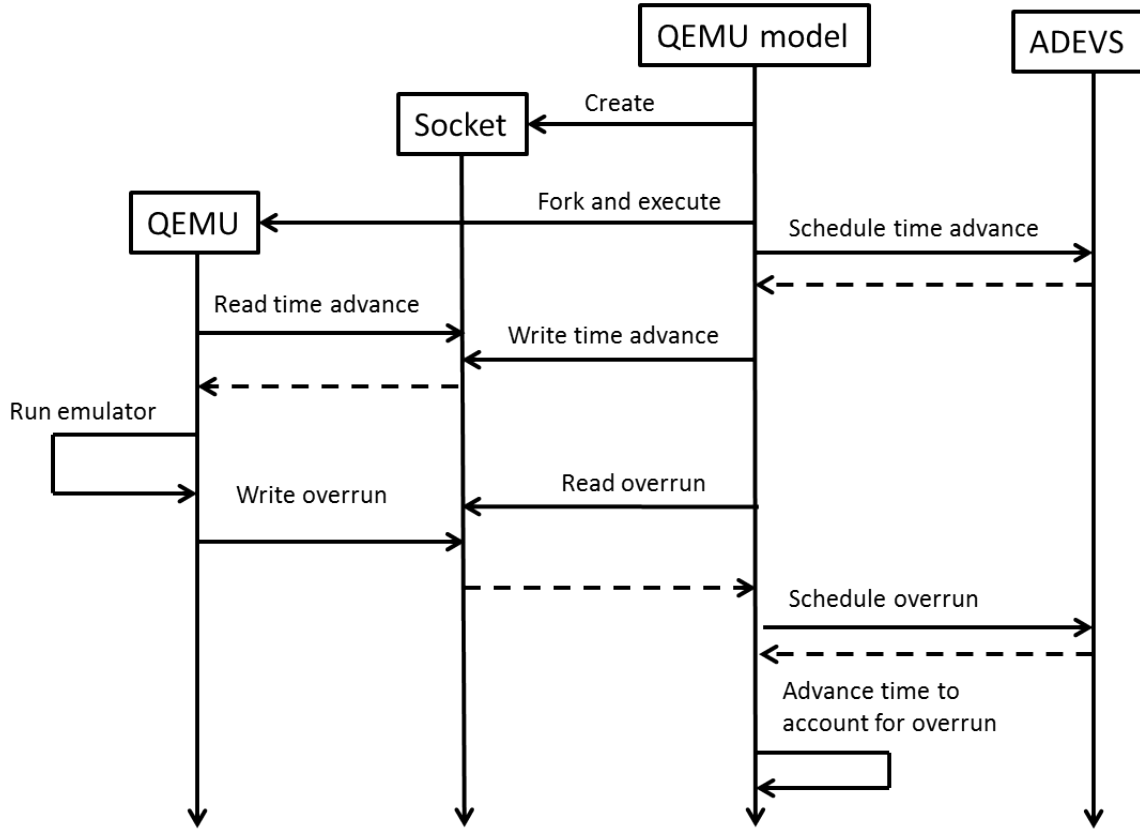 QEMU model
ADEVS
Create
Socket
Fork and execute
QEMU
Schedule time advance
Read time advance
Write time advance
Run emulator
Write overrun
Read overrun
Schedule overrun
Advance time to
account for overrun